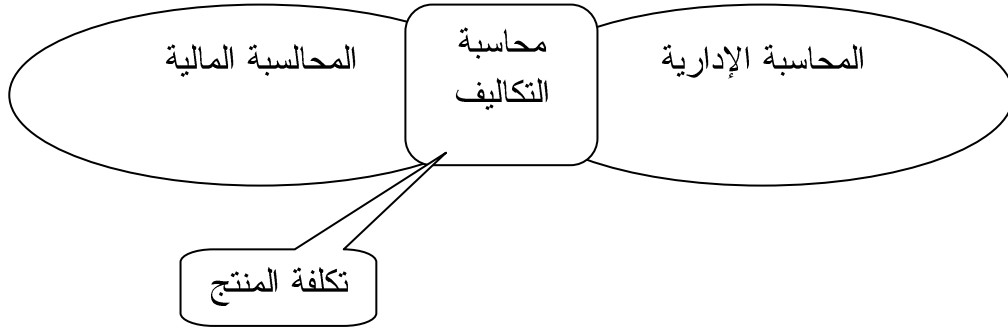 المحاسبة الإدارية
محاسبة
التكاليف
المحالسبة المالية
تكلفة المنتج